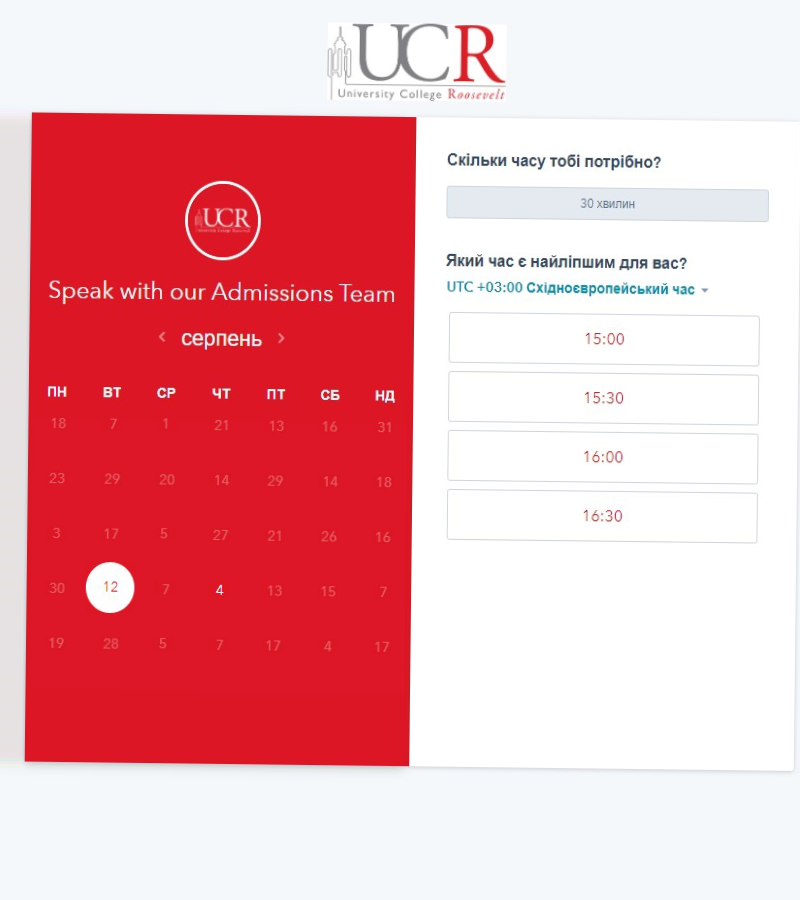 UCR
University College Roosevelt
UCR
Speak with our Admissions Team
серпень
ПН ВТ СР ЧТ ПТ СБ НД
18 7 1 21 13 16 31
23 29 20 14 29 14 18
3 17 5 27 21 26 16
30 12 7 4 13 15 7
19 28 5 7 17 4 17
Скільки часу тобі потрібно?
30 хвилин
Який час є найліпшим для вас?
UTC +03:00 Східноєвропейський час
15:00
15:30
16:00
16:30